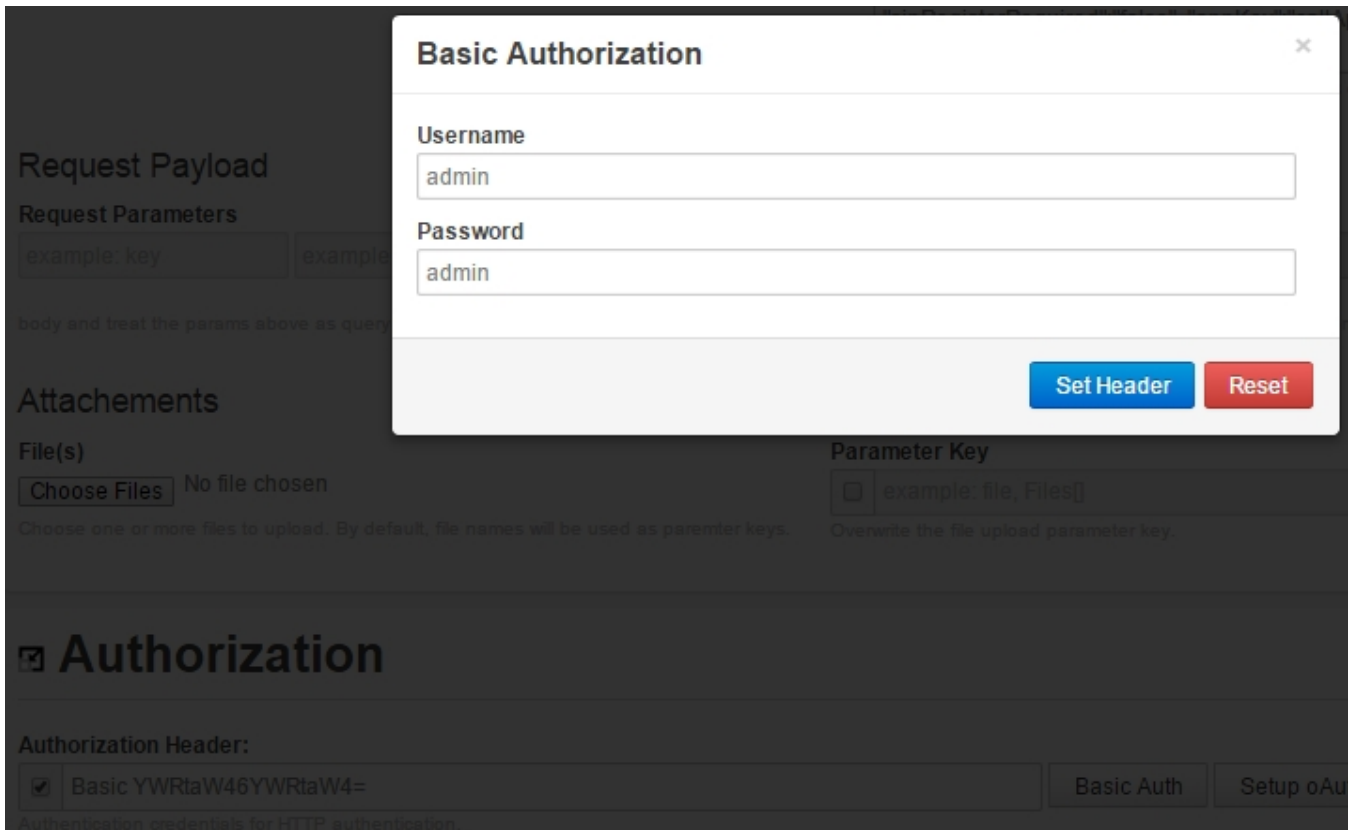 Basic Authorization
×
Username
admin
Password
admin
Set Header
Reset
Request Payload
Request Parameters
example: key
example
body and treat the params above as query
Attachements
File(s)
Choose Files No file chosen
Choose one or more files to upload. By default, file names will be used as paremter keys.
Parameter Key
example: file, Files[]
Overwrite the file upload parameter key.
Authorization
Authorization Header:
Basic YWRtaW46YWRtaW4=
Basic Auth
Setup oAu
Authentication credentials for HTTP authentication.